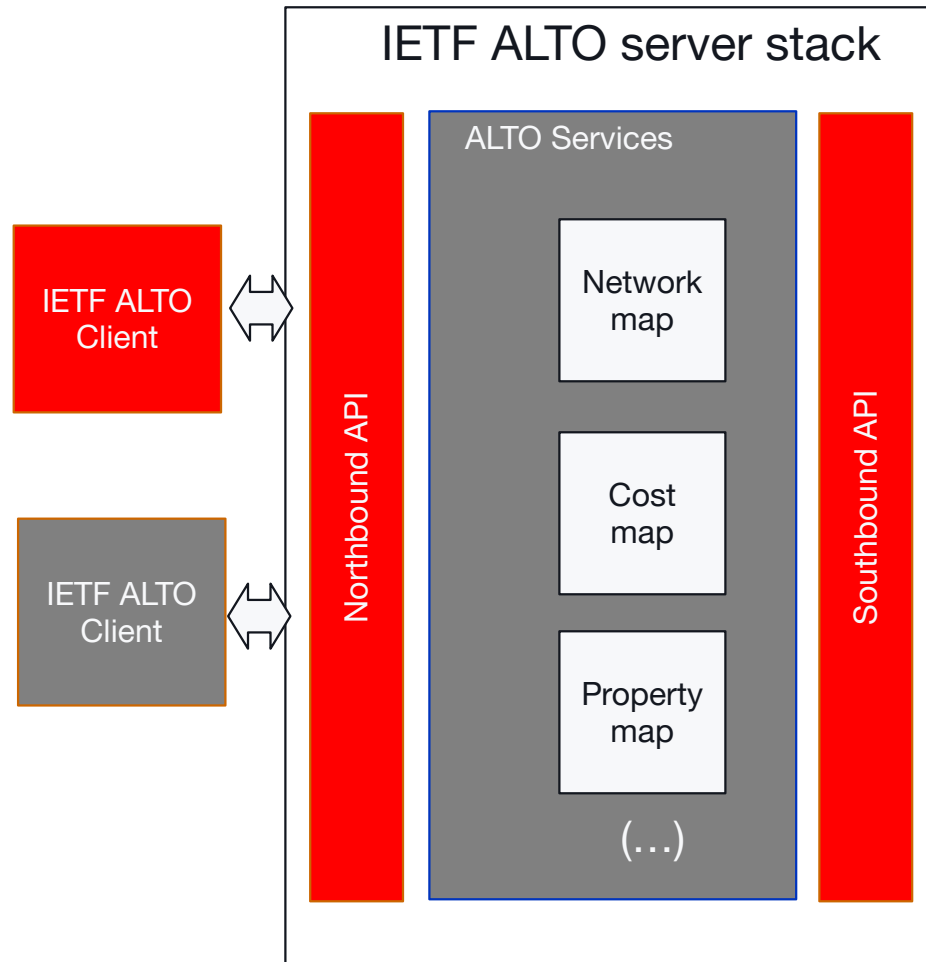 IETF ALTO server stack
ALTO Services
IETF ALTO
Client
Network
map
Northbound API
Cost
map
Southbound API
IETF ALTO
Client
Property
map
(...)